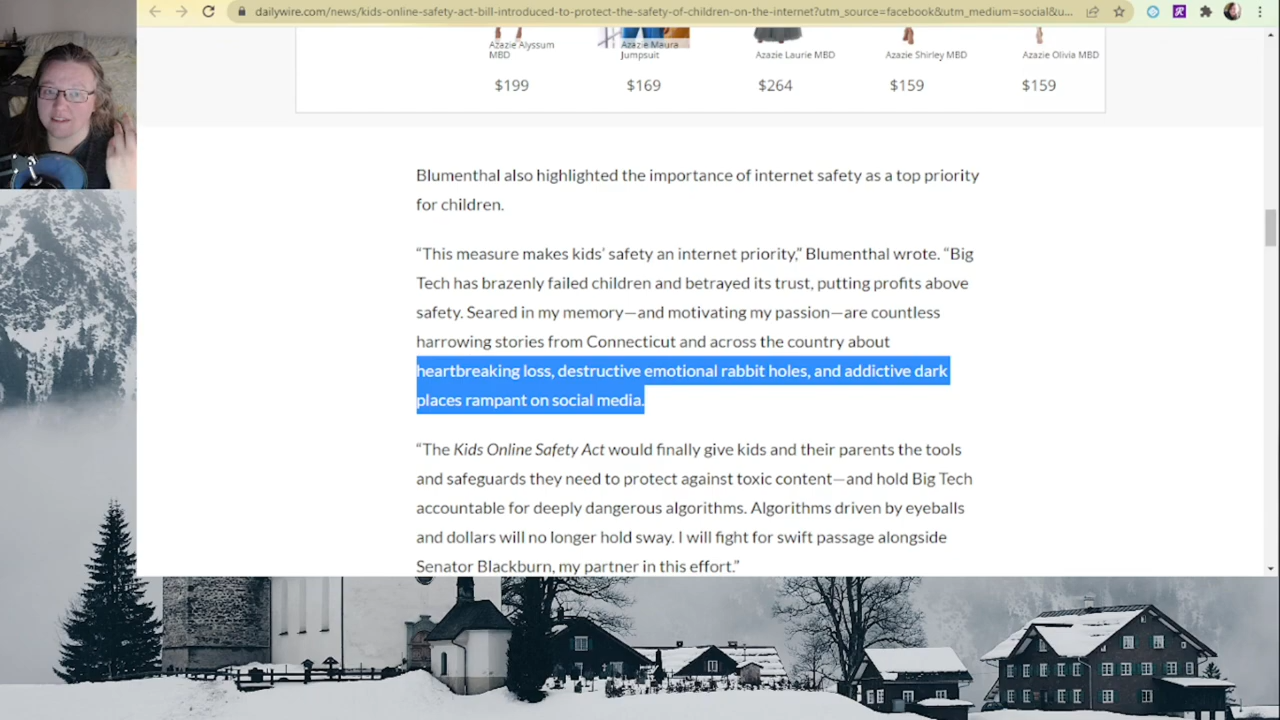 dailywire.com/news/kids-online-safety-act-bill-introduced-to-protect-the-safety-of-children-on-the-internet?utm_source=facebook&utm_medium=social&u...
Azazie Alyssum
MBD
Azazie Maura
Jumpsuit
Azazie Laurie MBD
Azazie Shirley MBD
Azazie Olivia MBD
$199
$169
$264
$159
$159
Blumenthal also highlighted the importance of internet safety as a top priority
for children.
“This measure makes kids’ safety an internet priority,” Blumenthal wrote. “Big
Tech has brazenly failed children and betrayed its trust, putting profits above
safety. Seared in my memory—and motivating my passion—are countless
harrowing stories from Connecticut and across the country about
heartbreaking loss, destructive emotional rabbit holes, and addictive dark
places rampant on social media.
“The Kids Online Safety Act would finally give kids and their parents the tools
and safeguards they need to protect against toxic content—and hold Big Tech
accountable for deeply dangerous algorithms. Algorithms driven by eyeballs
and dollars will no longer hold sway. I will fight for swift passage alongside
Senator Blackburn, my partner in this effort.”